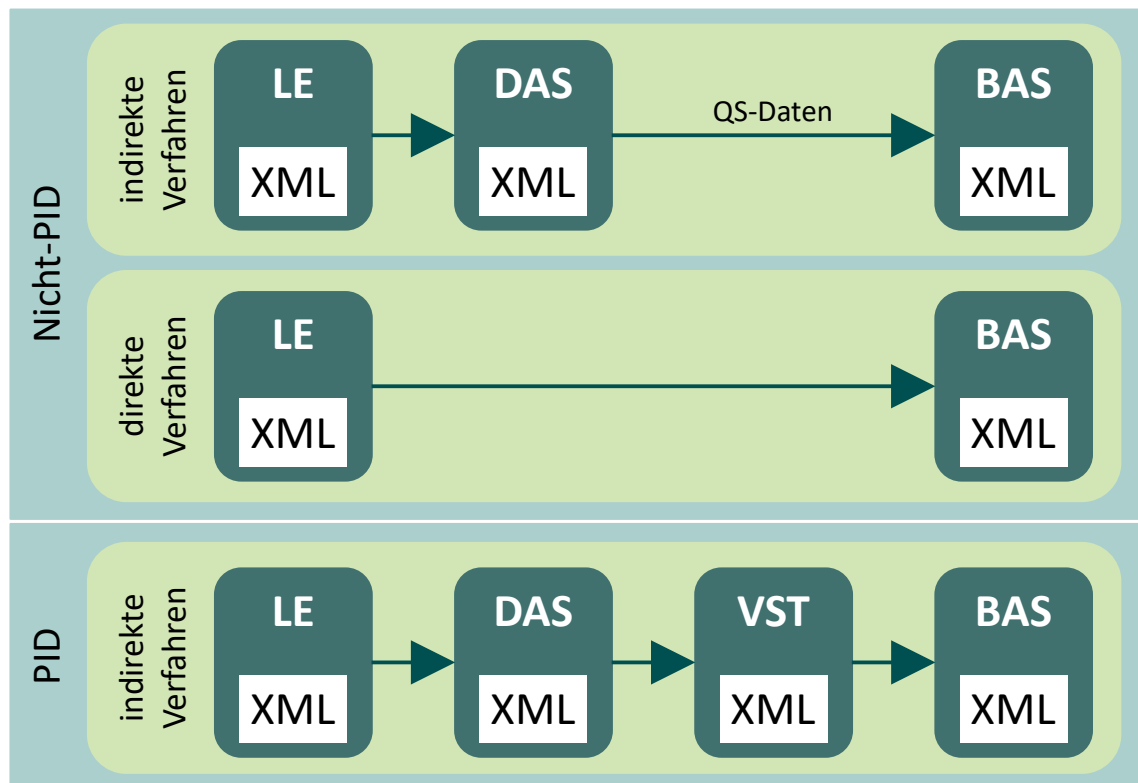 Nicht-PID
indirekte
Verfahren
LE
XML
DAS
XML
QS-Daten
BAS
XML
direkte
Verfahren
LE
XML
BAS
XML
PID
indirekte
Verfahren
LE
XML
DAS
XML
VST
XML
BAS
XML